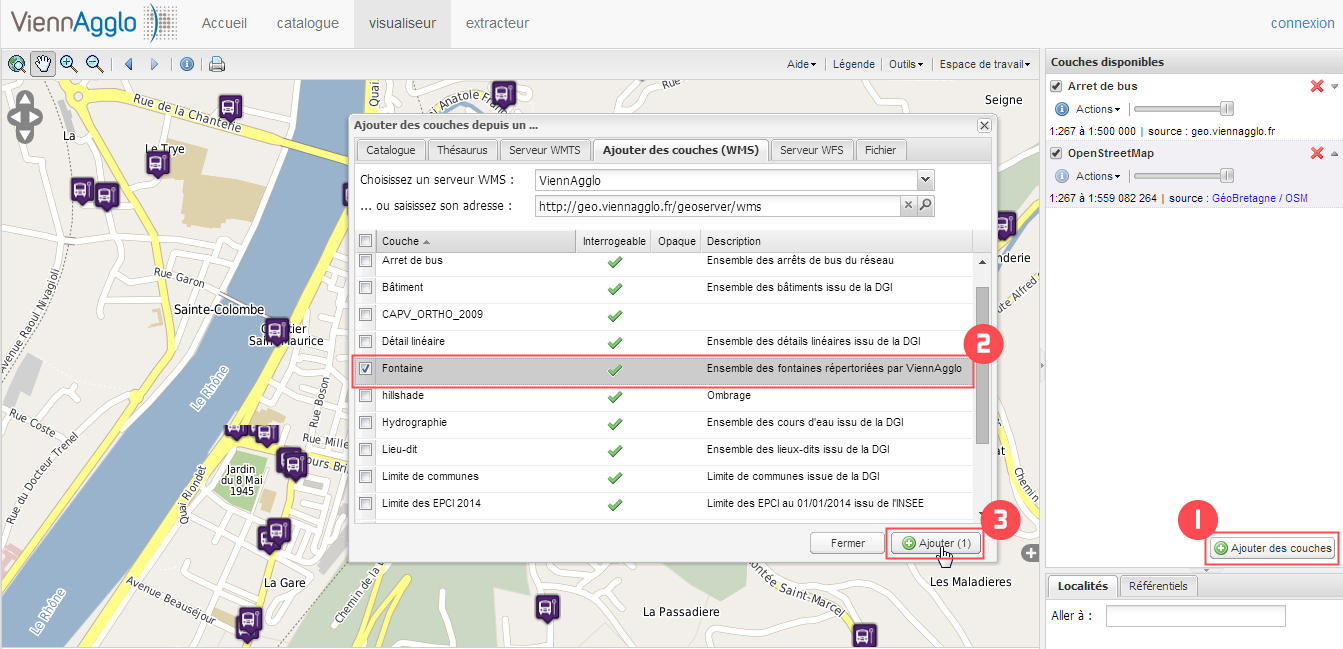 ViennAgglo
Accueil
catalogue
visualiseur
extracteur
connexion
Aide
Légende
Outils
Espace de travail
Couches disponibles
Arret de bus
Actions
1:267 à 1:500 000 | source : geo.viennagglo.fr
OpenStreetMap
Actions
1:267 à 1:559 082 264 | source : GéoBretagne / OSM
1
Ajouter des couches
Localités
Référentiels
Aller à :
Ajouter des couches depuis un ...
Catalogue
Thésaurus
Serveur WMTS
Ajouter des couches (WMS)
Serveur WFS
Fichier
Choisissez un serveur WMS :
ViennAgglo
... ou saisissez son adresse :
http://geo.viennagglo.fr/geoserver/wms
Couche Interrogeable Opaque Description
Arret de bus Ensemble des arrêts de bus du réseau
Bâtiment Ensemble des bâtiments issu de la DGI
CAPV_ORTHO_2009
Détail linéaire Ensemble des détails linéaires issu de la DGI
2
Fontaine Ensemble des fontaines répertoriées par ViennAgglo
hillshade Ombrage
Hydrographie Ensemble des cours d'eau issu de la DGI
Lieu-dit Ensemble des lieux-dits issu de la DGI
Limite de communes Limite de communes issue de la DGI
Limite des EPCI 2014 Limite des EPCI au 01/01/2014 issu de l'INSEE
3
Fermer
Ajouter (1)
Rue de la Chanterie
La
Le Trye
Quai
Anatole
Rue
Seigne
Avenue Raoul Nivagioli
Rue Garon
Sainte-Colombe
Quartier
Saint-Maurice
Le Rhône
Rue Boson
Rue Coste
Rue du Docteur Trenel
Rue Mille
Cours Bri
Jardin
du 8 Mai
1945
Quai Riondet
La Gare
Avenue Beauséjour
Le Rhône
Chemin de la
La Passadiere
Montée Saint-Marcel
Les Maladieres
Chemin